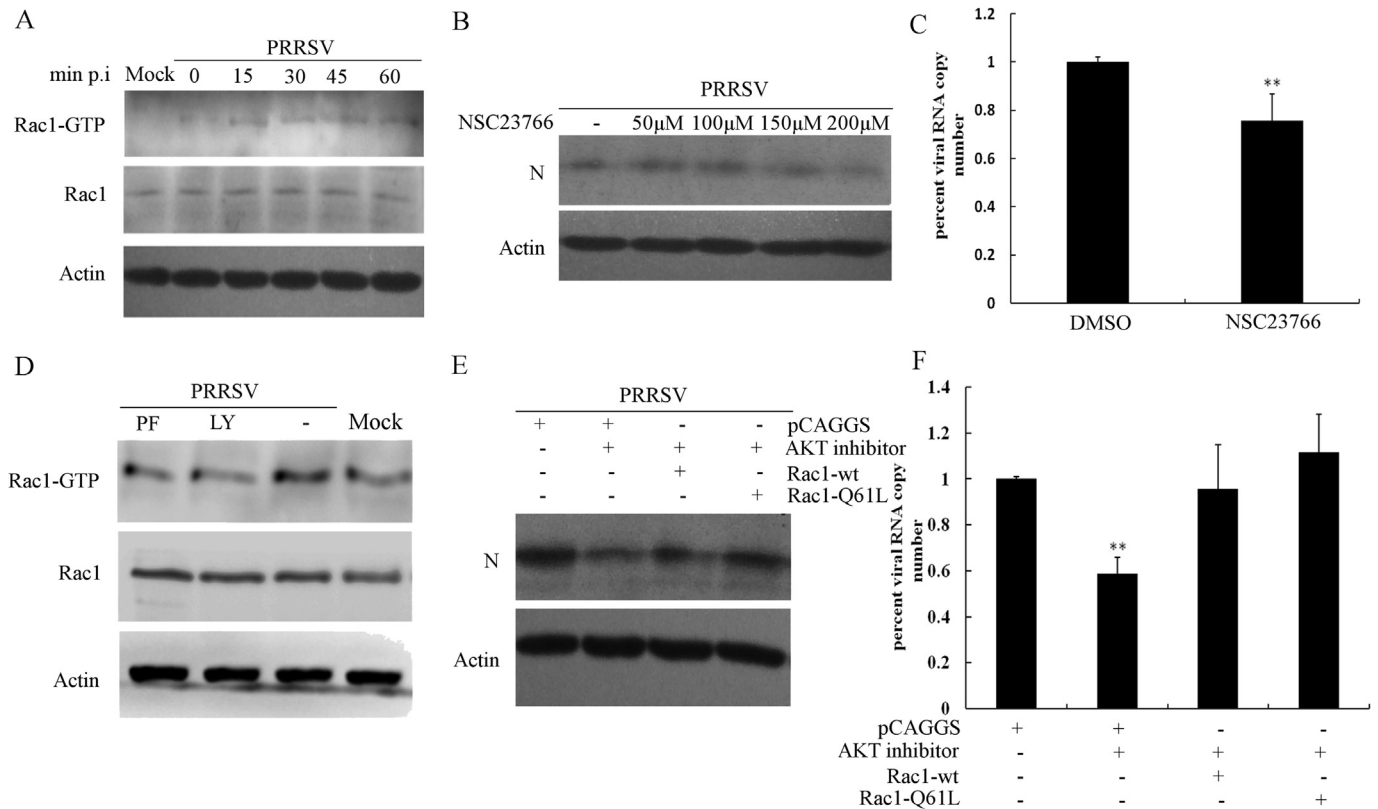 A
PRRSV
min p.i Mock 0 15 30 45 60
Rac1-GTP
Rac1
Actin
B
PRRSV
NSC23766 - 50μM 100μM 150μM 200μM
N
Actin
C
percent viral RNA copy
number
1.2
1
0.8
0.6
0.4
0.2
0
**
DMSO NSC23766
D
PRRSV
PF LY - Mock
Rac1-GTP
Rac1
Actin
E
PRRSV
+ + - - pCAGGS
- + + + AKT inhibitor
- - + - Rac1-wt
- - - + Rac1-Q61L
N
Actin
F
percent viral RNA copy
number
1.4
1.2
1
0.8
0.6
0.4
0.2
0
**
pCAGGS + + - -
AKT inhibitor - + + +
Rac1-wt - - + -
Rac1-Q61L - - - +